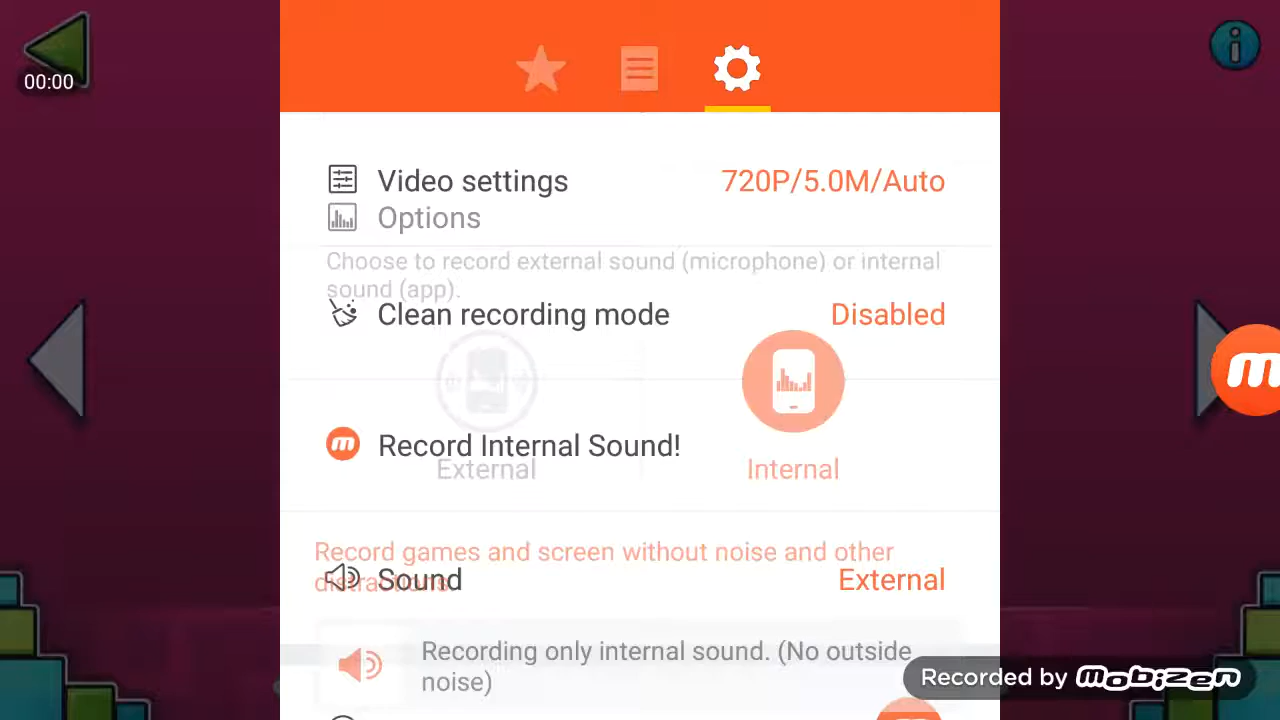 00:00
Video settings 720P/5.0M/Auto
Options
Choose to record external sound (microphone) or internal
sound (app).
Clean recording mode Disabled
Record Internal Sound!
External Internal
Record games and screen without noise and other
distractions.
Sound External
Recording only internal sound. (No outside
noise)
Recorded by mobizen